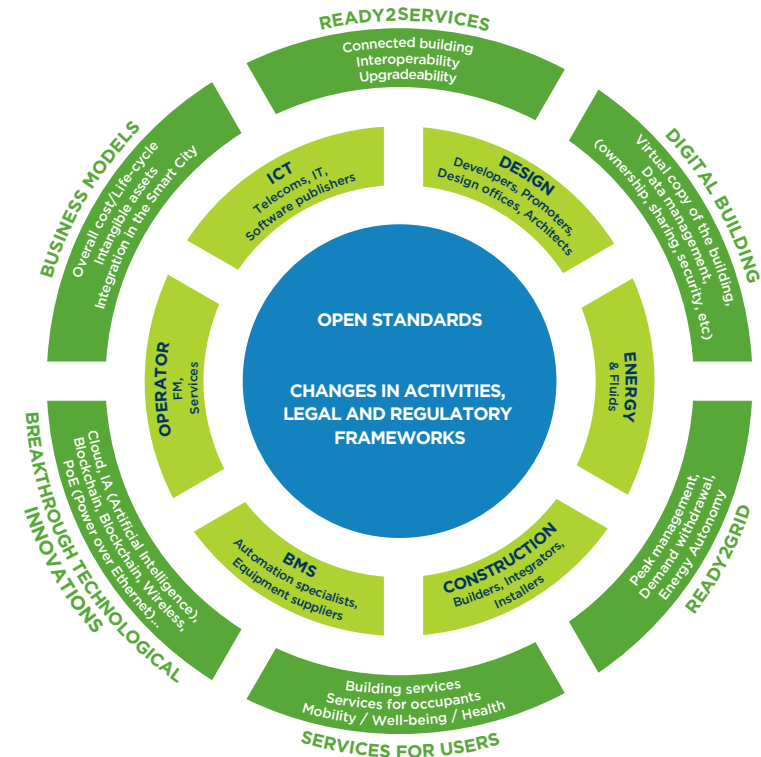 READY2SERVICES
Connected building
Interoperability
Upgradeability
DIGITAL BUILDING
Virtual copy of the building,
Data management,
(ownership, sharing, security, etc)
READY2GRID
Peak management,
Demand withdrawal,
Energy Autonomy
SERVICES FOR USERS
Building services
Services for occupants
Mobility / Well-being / Health
BREAKTHROUGH TECHNOLOGICAL
INNOVATIONS
Cloud, IA (Artificial Intelligence),
Blockchain, Blockchain, Wireless,
PoE (Power over Ethernet)...
BUSINESS MODELS
Overall cost/Life-cycle
Intangible assets
Integration in the Smart City
ICT
Telecoms, IT,
Software publishers
DESIGN
Developers, Promoters,
Design offices, Architects
ENERGY
& Fluids
CONSTRUCTION
Builders, Integrators,
Installers
BMS
Automation specialists,
Equipment suppliers
OPERATOR
FM,
Services
OPEN STANDARDS
CHANGES IN ACTIVITIES,
LEGAL AND REGULATORY
FRAMEWORKS